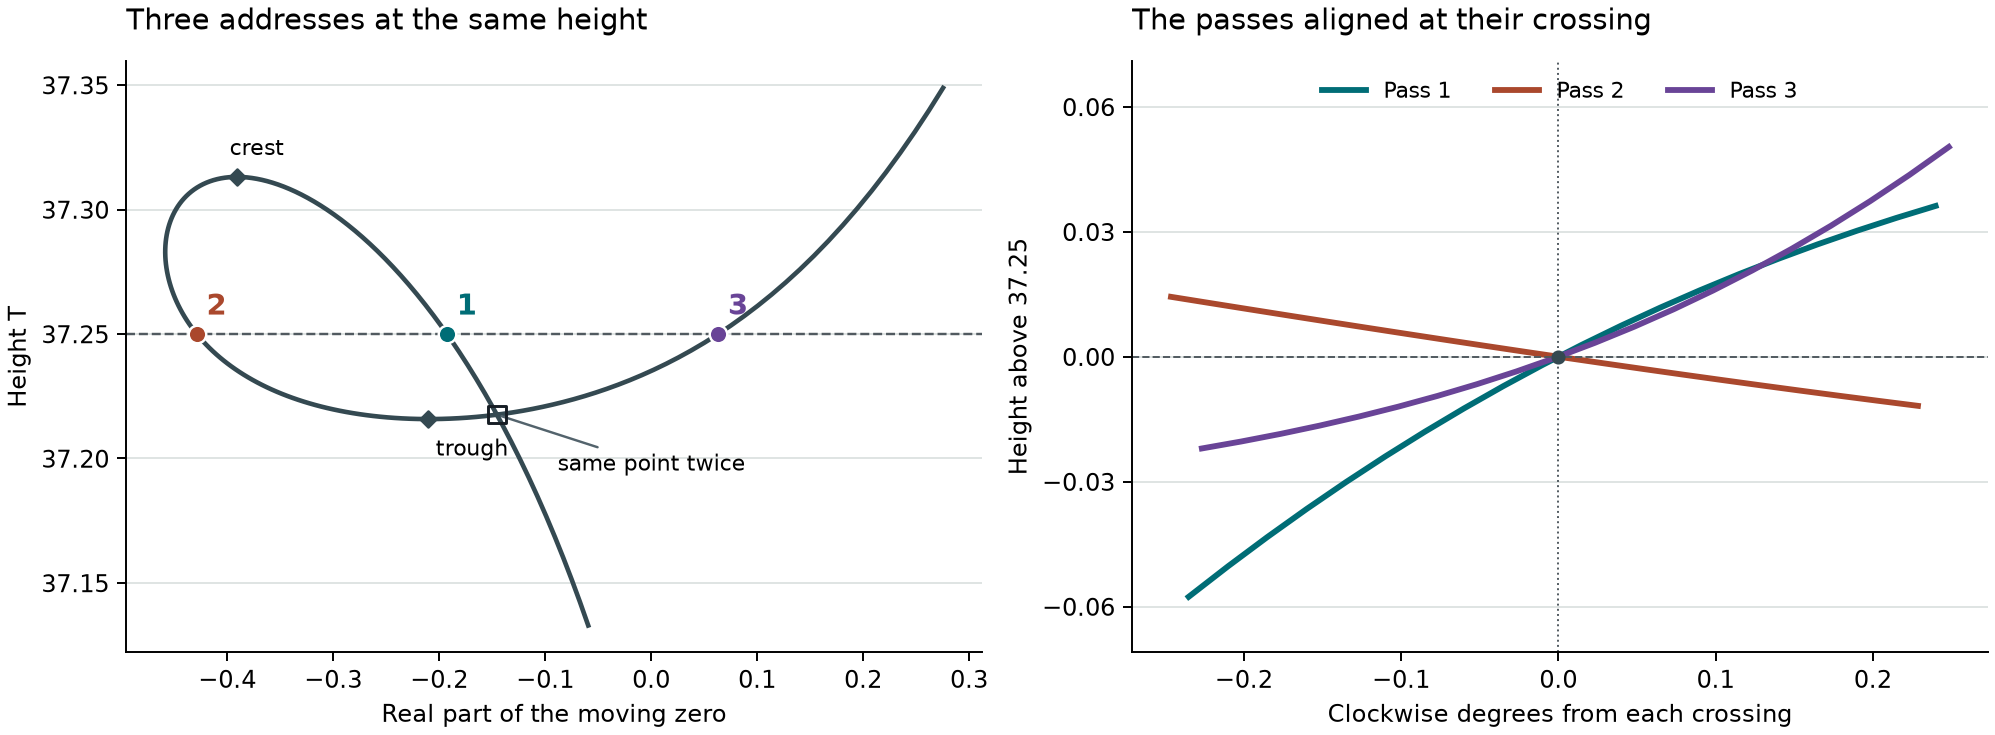 Three addresses at the same height
Height T
37.35
37.30
37.25
37.20
37.15
crest
2
1
3
trough
same point twice
−0.4
−0.3
−0.2
−0.1
0.0
0.1
0.2
0.3
Real part of the moving zero
The passes aligned at their crossing
Height above 37.25
Pass 1
Pass 2
Pass 3
0.06
0.03
0.00
−0.03
−0.06
−0.2
−0.1
0.0
0.1
0.2
Clockwise degrees from each crossing